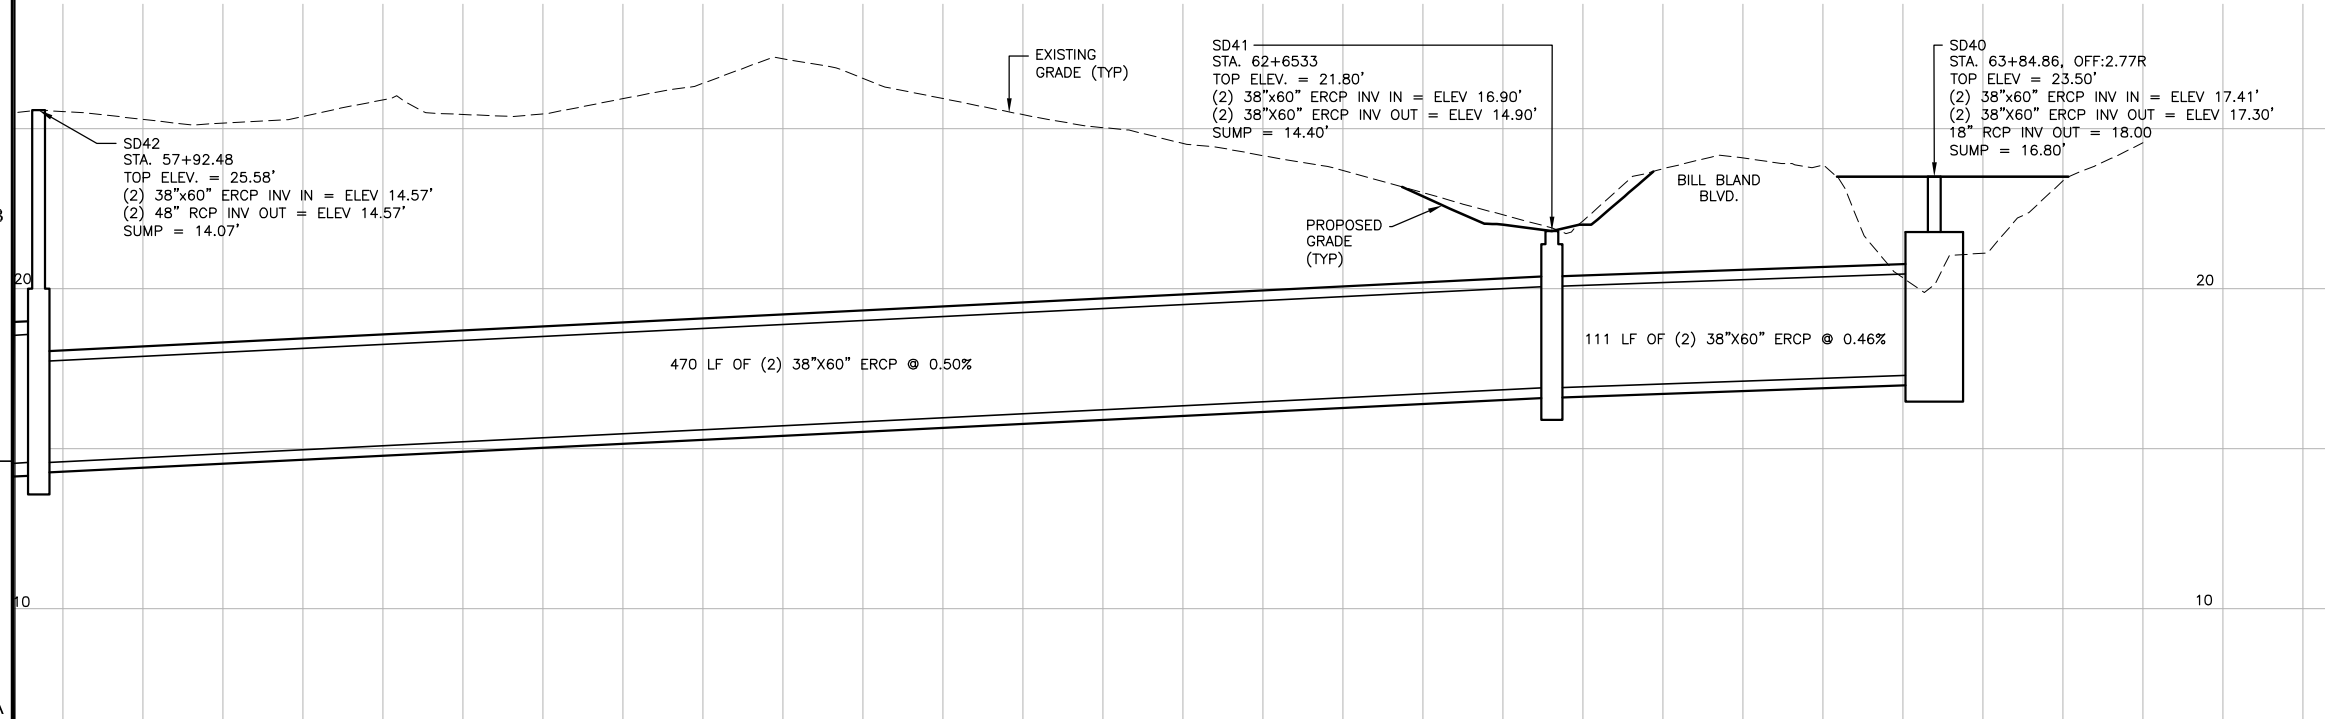 EXISTING
GRADE (TYP)
SD41
STA. 62+6533
TOP ELEV. = 21.80'
(2) 38"x60" ERCP INV IN = ELEV 16.90'
(2) 38"X60" ERCP INV OUT = ELEV 14.90'
SUMP = 14.40'
SD40
STA. 63+84.86, OFF:2.77R
TOP ELEV = 23.50'
(2) 38"x60" ERCP INV IN = ELEV 17.41'
(2) 38"X60" ERCP INV OUT = ELEV 17.30'
18" RCP INV OUT = 18.00
SUMP = 16.80'
SD42
STA. 57+92.48
TOP ELEV. = 25.58'
(2) 38"x60" ERCP INV IN = ELEV 14.57'
(2) 48" RCP INV OUT = ELEV 14.57'
SUMP = 14.07'
BILL BLAND
BLVD.
PROPOSED
GRADE
(TYP)
20
20
111 LF OF (2) 38"X60" ERCP @ 0.46%
470 LF OF (2) 38"X60" ERCP @ 0.50%
10
10